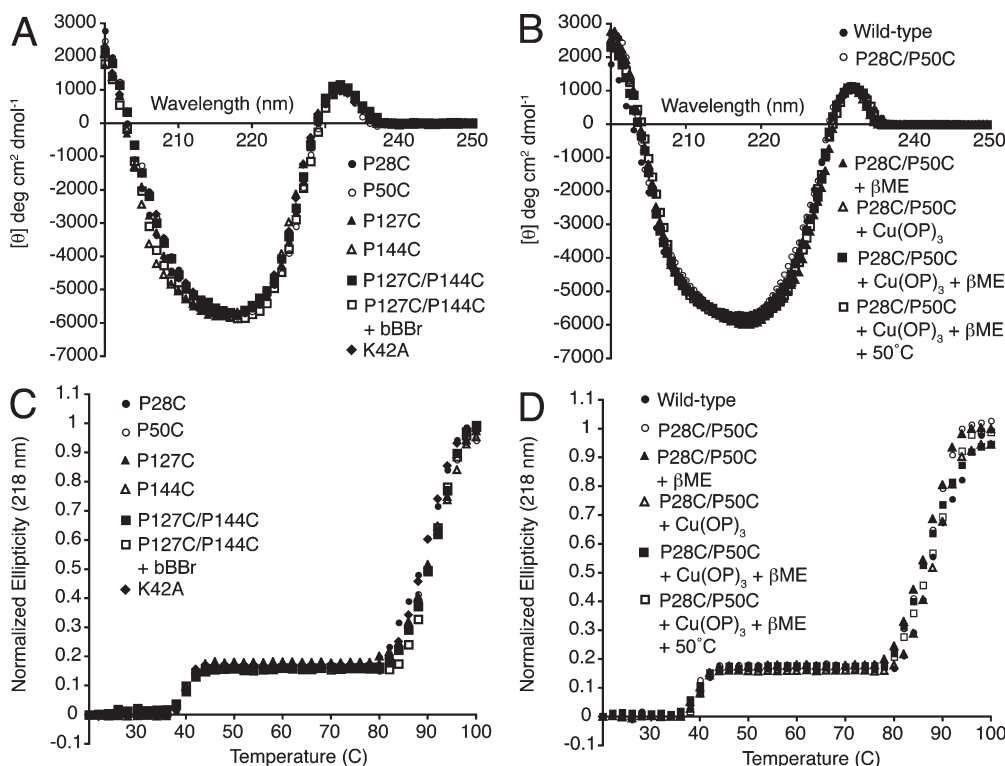 A
3000
2000
1000
0
-1000
-2000
-3000
-4000
-5000
-6000
-7000
[θ] deg cm² dmol⁻¹
Wavelength (nm)
210
220
240
250
P28C
P50C
P127C
P144C
P127C/P144C
P127C/P144C
+ bBBr
K42A
B
3000
2000
1000
0
-1000
-2000
-3000
-4000
-5000
-6000
-7000
[θ] deg cm² dmol⁻¹
Wavelength (nm)
210
220
240
250
Wild-type
P28C/P50C
P28C/P50C
+ βME
P28C/P50C
+ Cu(OP)₃
P28C/P50C
+ Cu(OP)₃ + βME
P28C/P50C
+ Cu(OP)₃ + βME
+ 50˚C
C
1.1
1
0.9
0.8
0.7
0.6
0.5
0.4
0.3
0.2
0.1
0
-0.1
Normalized Ellipticity (218 nm)
P28C
P50C
P127C
P144C
P127C/P144C
P127C/P144C
+ bBBr
K42A
30
40
50
60
70
80
90
100
Temperature (C)
D
1.1
1
0.9
0.8
0.7
0.6
0.5
0.4
0.3
0.2
0.1
0
-0.1
Normalized Ellipticity (218 nm)
Wild-type
P28C/P50C
P28C/P50C
+ βME
P28C/P50C
+ Cu(OP)₃
P28C/P50C
+ Cu(OP)₃ + βME
P28C/P50C
+ Cu(OP)₃ + βME
+ 50˚C
30
40
50
60
70
80
90
100
Temperature (C)